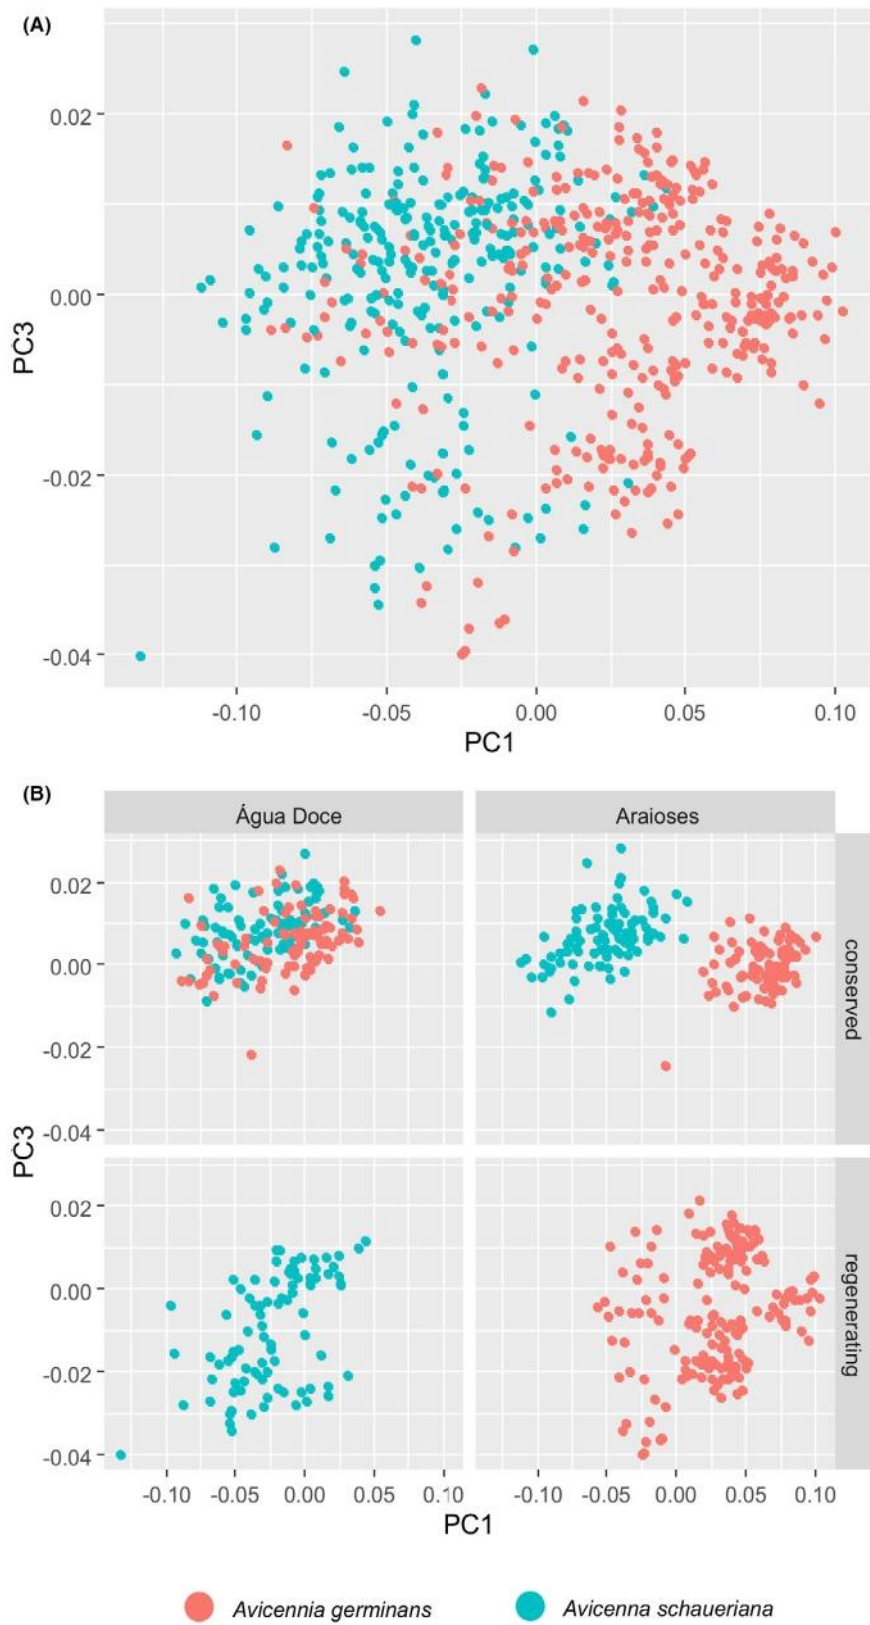 (A)
0.02
0.00
-0.02
-0.04
PC3
-0.10 -0.05 0.00 0.05 0.10
PC1
(B)
Água Doce Araioses
0.02
0.00
-0.02
-0.04
conserved
PC3
0.02
0.00
-0.02
-0.04
regenerating
-0.10 -0.05 0.00 0.05 0.10 -0.10 -0.05 0.00 0.05 0.10
PC1
Avicennia germinans Avicenna schaueriana